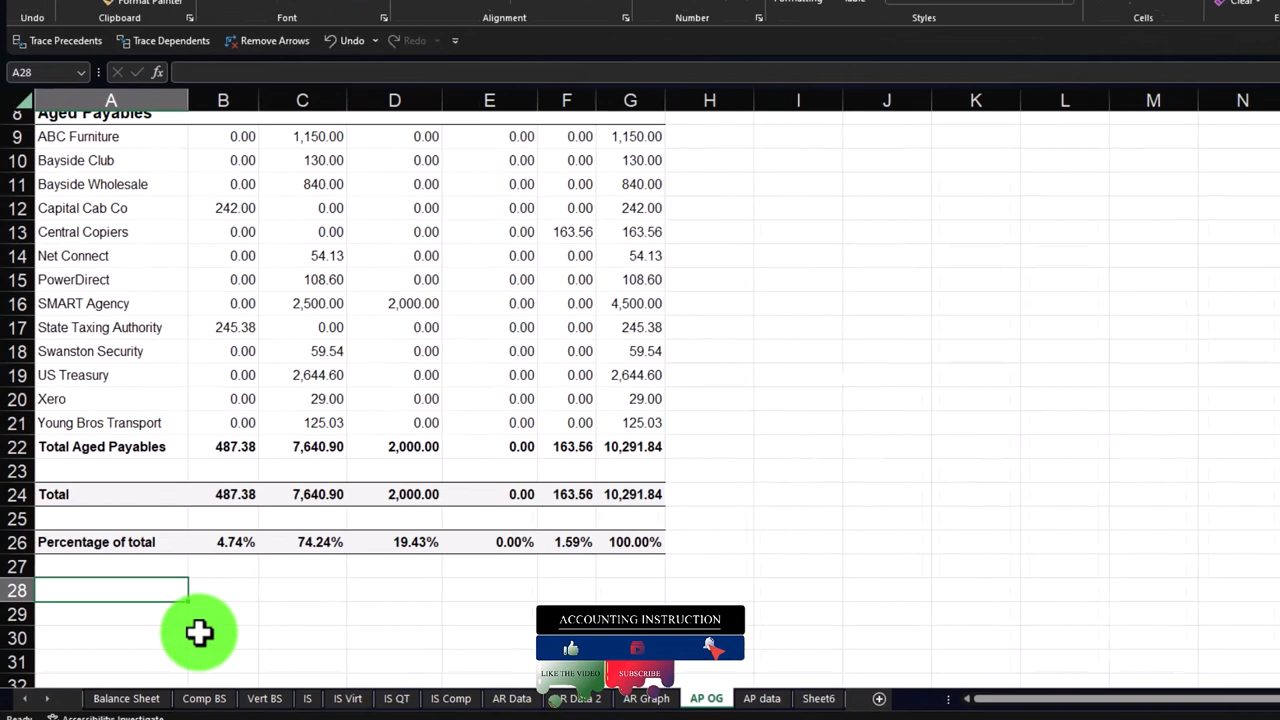 Format Painter
Clear
Undo Clipboard Font Alignment Number Styles Cells
Trace Precedents Trace Dependents Remove Arrows Undo Redo
A28 fx
A B C D E F G H I J K L M N
8 Aged Payables
9 ABC Furniture 0.00 1,150.00 0.00 0.00 0.00 1,150.00
10 Bayside Club 0.00 130.00 0.00 0.00 0.00 130.00
11 Bayside Wholesale 0.00 840.00 0.00 0.00 0.00 840.00
12 Capital Cab Co 242.00 0.00 0.00 0.00 0.00 242.00
13 Central Copiers 0.00 0.00 0.00 0.00 163.56 163.56
14 Net Connect 0.00 54.13 0.00 0.00 0.00 54.13
15 PowerDirect 0.00 108.60 0.00 0.00 0.00 108.60
16 SMART Agency 0.00 2,500.00 2,000.00 0.00 0.00 4,500.00
17 State Taxing Authority 245.38 0.00 0.00 0.00 0.00 245.38
18 Swanston Security 0.00 59.54 0.00 0.00 0.00 59.54
19 US Treasury 0.00 2,644.60 0.00 0.00 0.00 2,644.60
20 Xero 0.00 29.00 0.00 0.00 0.00 29.00
21 Young Bros Transport 0.00 125.03 0.00 0.00 0.00 125.03
22 Total Aged Payables 487.38 7,640.90 2,000.00 0.00 163.56 10,291.84
23
24 Total 487.38 7,640.90 2,000.00 0.00 163.56 10,291.84
25
26 Percentage of total 4.74% 74.24% 19.43% 0.00% 1.59% 100.00%
27
28
29
30
31
32
ACCOUNTING INSTRUCTION
LIKE THE VIDEO SUBSCRIBE
Balance Sheet Comp BS Vert BS IS IS Virt IS QT IS Comp AR Data R Data 2 AR Graph AP OG AP data Sheet6
Ready Accessibility: Investigate